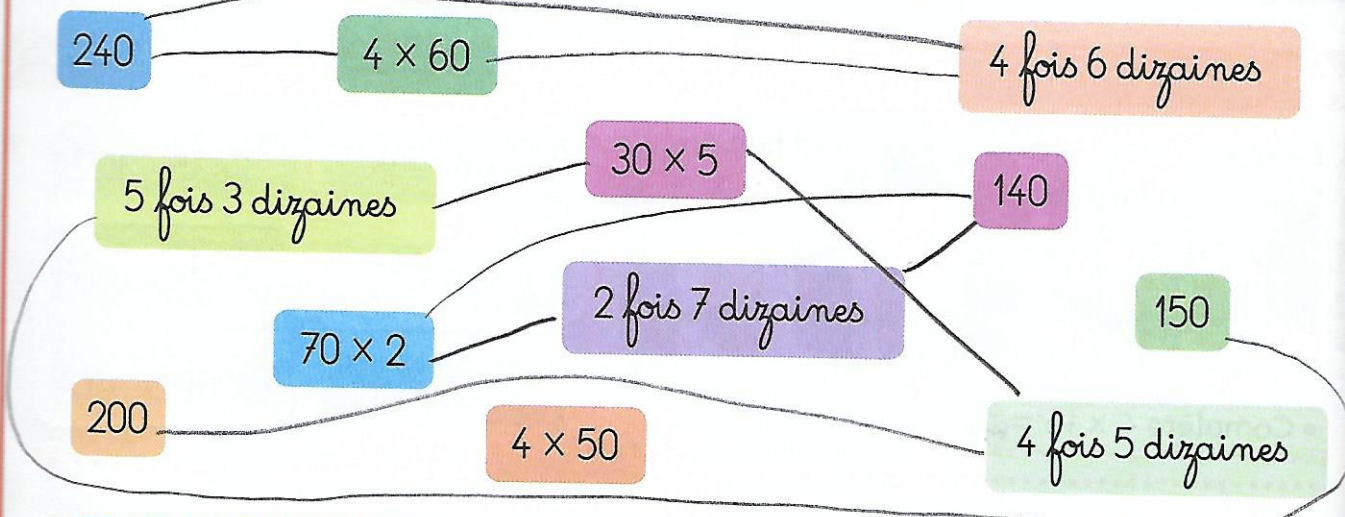 240
4 × 60
4 fois 6 dizaines
30 × 5
5 fois 3 dizaines
140
2 fois 7 dizaines
150
70 × 2
200
4 × 50
4 fois 5 dizaines